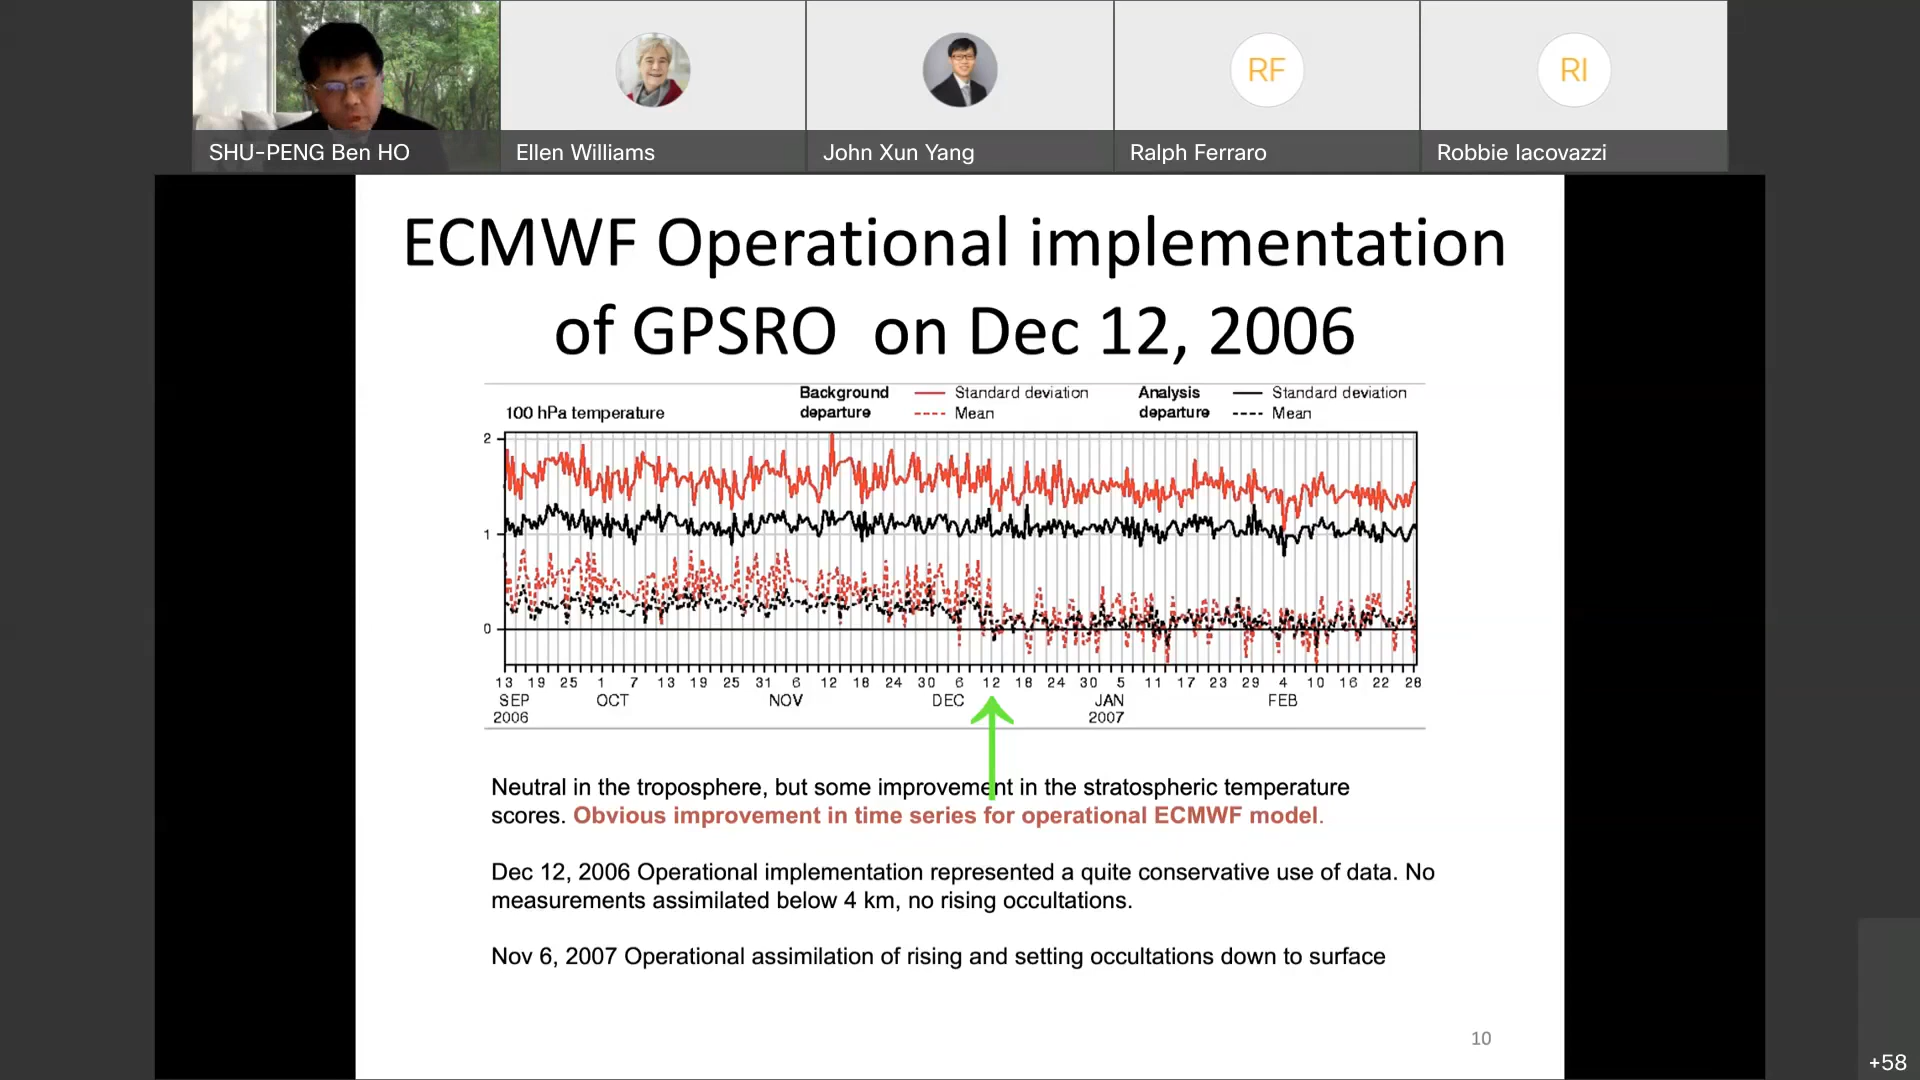 SHU-PENG Ben HO
Ellen Williams
John Xun Yang
RF
Ralph Ferraro
RI
Robbie Iacovazzi
ECMWF Operational implementation
of GPSRO on Dec 12, 2006
100 hPa temperature
Background departure
Standard deviation
Mean
Analysis departure
Standard deviation
Mean
2
1
0
13 19 25 1 7 13 19 25 31 6 12 18 24 30 6 12 18 24 30 5 11 17 23 29 4 10 16 22 28
SEP OCT NOV DEC JAN FEB
2006 2007
Neutral in the troposphere, but some improvement in the stratospheric temperature
scores. Obvious improvement in time series for operational ECMWF model.
Dec 12, 2006 Operational implementation represented a quite conservative use of data. No
measurements assimilated below 4 km, no rising occultations.
Nov 6, 2007 Operational assimilation of rising and setting occultations down to surface
10
+58